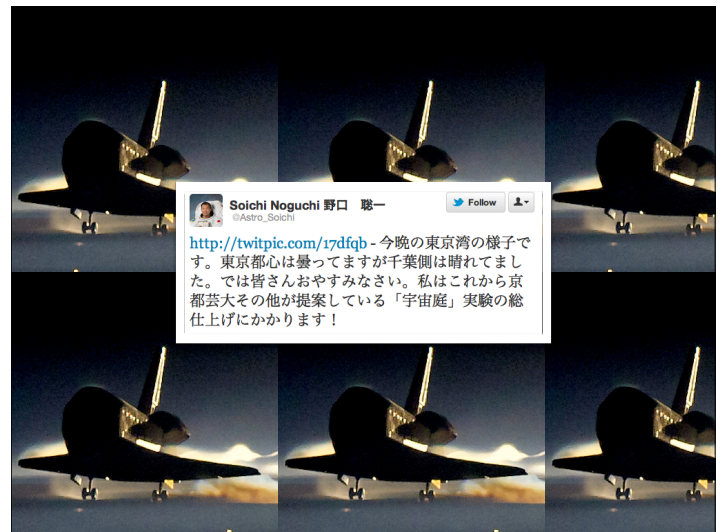 Soichi Noguchi 野口　聡一
@Astro_Soichi
Follow
http://twitpic.com/17dfqb - 今晩の東京湾の様子で
す。東京都心は曇ってますが千葉側は晴れてまし
た。では皆さんおやすみなさい。私はこれから京
都芸大その他が提案している「宇宙庭」実験の総
仕上げにかかります！